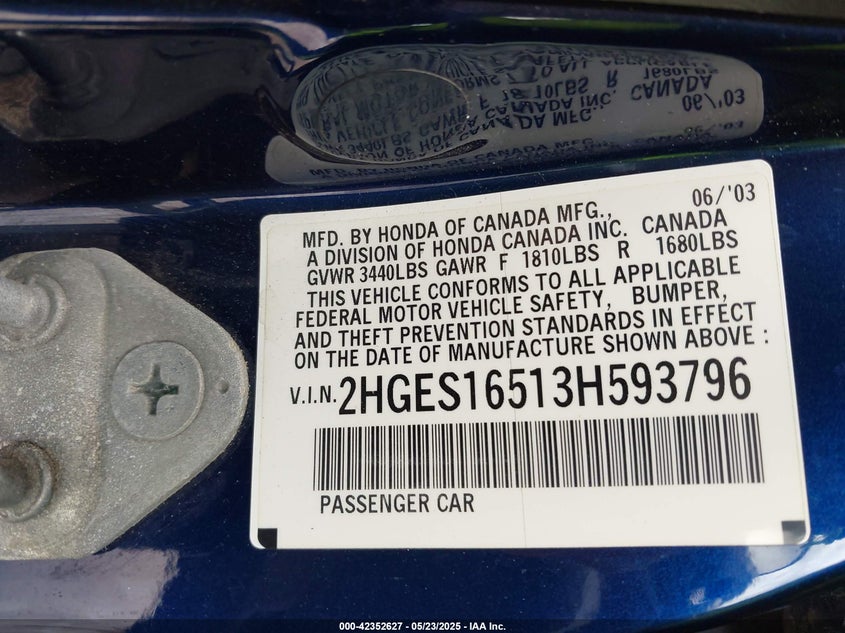 06/'03
MFD. BY HONDA OF CANADA MFG.,
A DIVISION OF HONDA CANADA INC. CANADA
GVWR 3440LBS GAWR F 1810LBS R 1680LBS
THIS VEHICLE CONFORMS TO ALL APPLICABLE
FEDERAL MOTOR VEHICLE SAFETY, BUMPER,
AND THEFT PREVENTION STANDARDS IN EFFECT
ON THE DATE OF MANUFACTURE SHOWN ABOVE :
V.I.N. 2HGES16513H593796
PASSENGER CAR
000-42352627 - 05/23/2025 - IAA Inc.